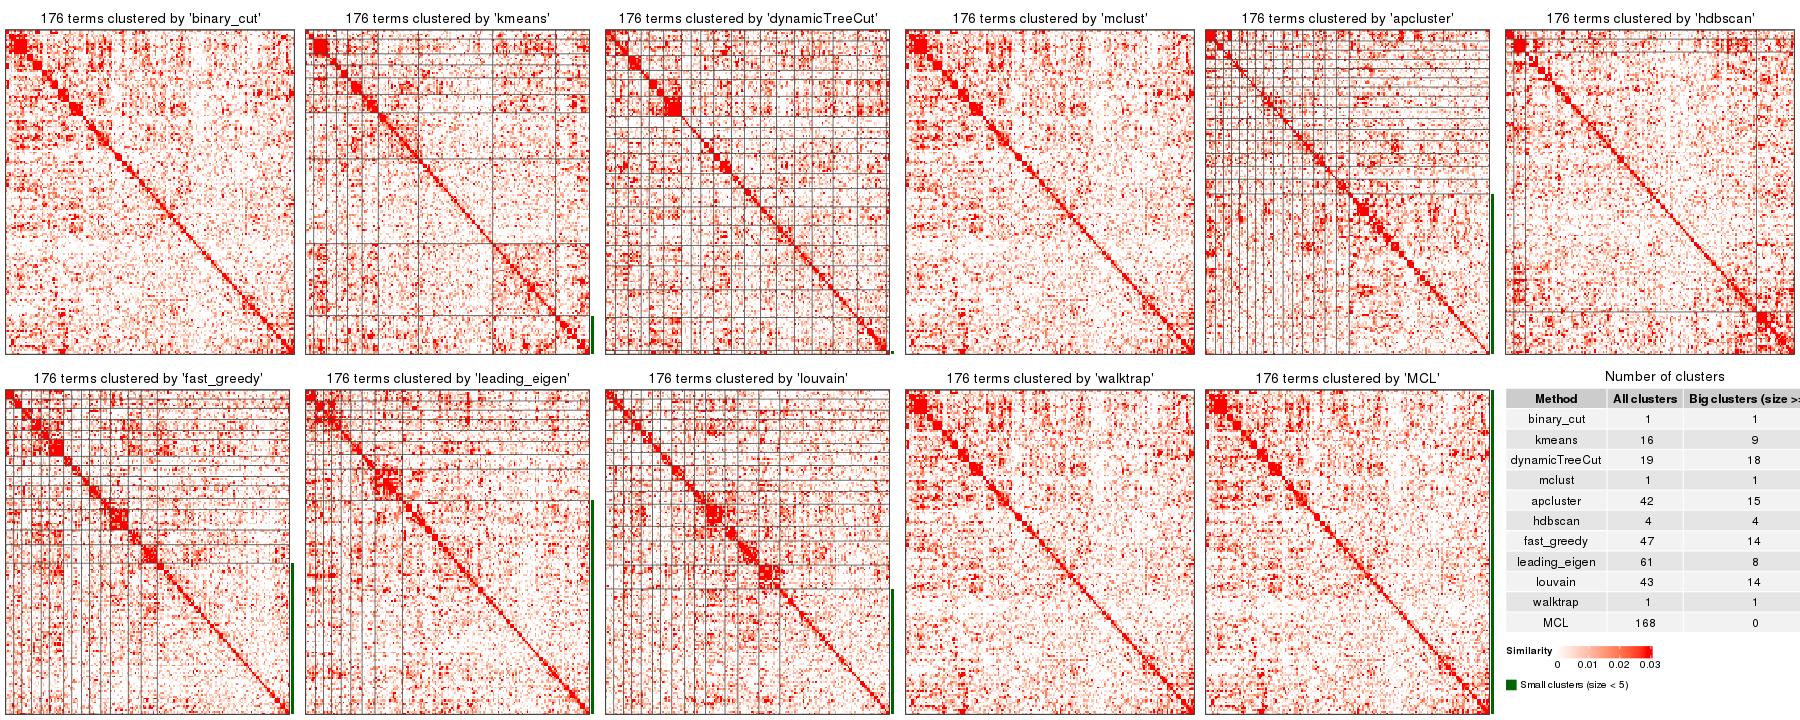 176 terms clustered by 'binary_cut'
176 terms clustered by 'kmeans'
176 terms clustered by 'dynamicTreeCut'
176 terms clustered by 'mclust'
176 terms clustered by 'apcluster'
176 terms clustered by 'hdbscan'
176 terms clustered by 'fast_greedy'
176 terms clustered by 'leading_eigen'
176 terms clustered by 'louvain'
176 terms clustered by 'walktrap'
176 terms clustered by 'MCL'
Number of clusters
Method All clusters Big clusters (size >=
binary_cut 1 1
kmeans 16 9
dynamicTreeCut 19 18
mclust 1 1
apcluster 42 15
hdbscan 4 4
fast_greedy 47 14
leading_eigen 61 8
louvain 43 14
walktrap 1 1
MCL 168 0
Similarity
0 0.01 0.02 0.03
Small clusters (size < 5)